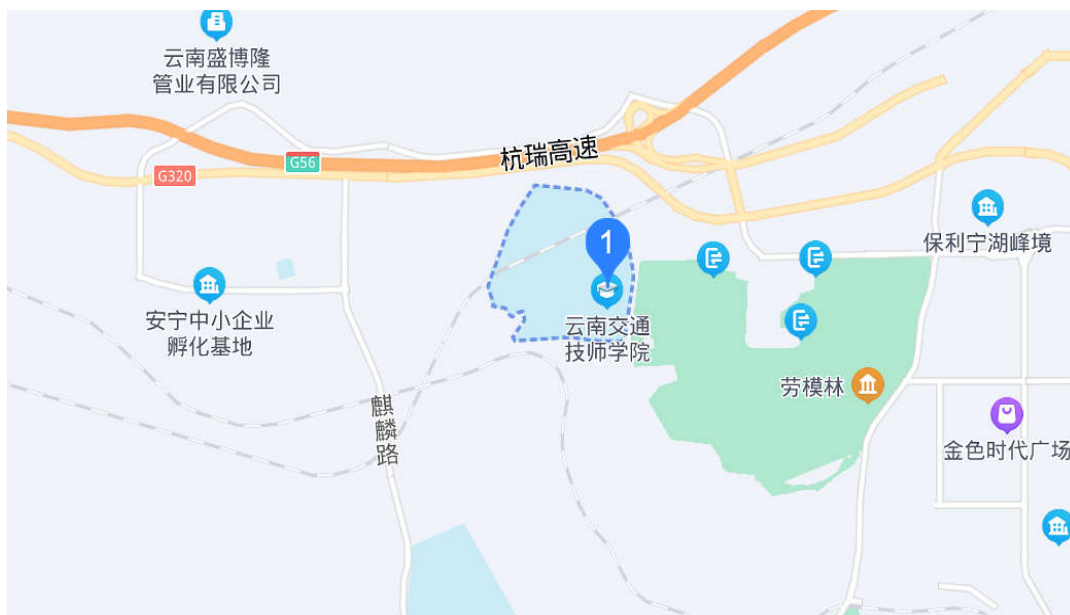 云南盛博隆
管业有限公司
杭瑞高速
G56
G320
1
保利宁湖峰境
安宁中小企业
孵化基地
云南交通
技师学院
劳模林
麒麟路
金色时代广场